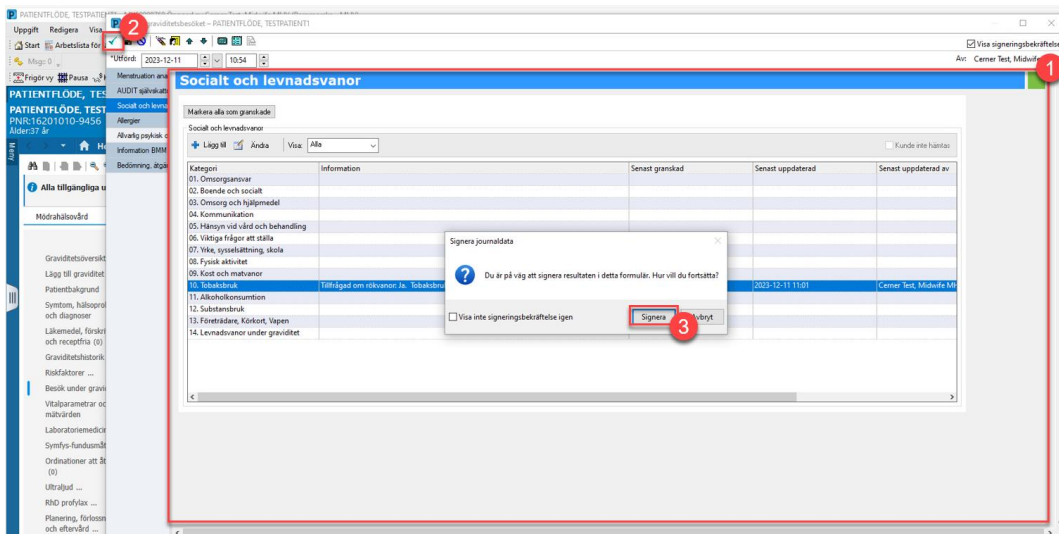 PATIENTFLÖDE, TESTPATIENT1
graviditetsbesöket – PATIENTFLÖDE, TESTPATIENT1
Uppgift Redigera Visa
2
Start Arbetslista för
Msgs: 0
Visa signeringsbekräftelse
*Utförd: 2023-12-11 10:54
Av: Cerner Test, Midwife
1
Frigör vy Pausa
PATIENTFLÖDE, TES
PATIENTFLÖDE, TEST
PNR:16201010-9456
Ålder:37 år
Meny
Alla tillgängliga u
Mödrahälsovård
Graviditetsöversikt
Lägg till graviditet
Patientbakgrund
Symtom, hälsopro
och diagnoser
Läkemedel, förskri
och receptfria (0)
Graviditetshistorik
Riskfaktorer ...
Besök under gravi
Vitalparametrar oc
mätvärden
Laboratoriemedicin
Symfys-fundusmåt
Ordinationer att åt
(0)
Ultraljud ...
RhD profylax ...
Planering, förlossn
och eftervård ...
Menstruation ana
AUDIT självskatt
Socialt och levna
Allergier
Allvarlig psykisk o
Information BMM
Bedömning, åtgär
Socialt och levnadsvanor
Markera alla som granskade
Socialt och levnadsvanor
Lägg till Ändra Visa: Alla Kunde inte hämtas
Kategori Information Senast granskad Senast uppdaterad Senast uppdaterad av
01. Omsorgsansvar
02. Boende och socialt
03. Omsorg och hjälpmedel
04. Kommunikation
05. Hänsyn vid vård och behandling
06. Viktiga frågor att ställa
07. Yrke, sysselsättning, skola
08. Fysisk aktivitet
09. Kost och matvanor
10. Tobaksbruk Tillfrågad om rökvanor: Ja. Tobaksbru 2023-12-11 11:01 Cerner Test, Midwife MH
11. Alkoholkonsumtion
12. Substansbruk
13. Företrädare, Körkort, Vapen
14. Levnadsvanor under graviditet
Signera journaldata
Du är på väg att signera resultaten i detta formulär. Hur vill du fortsätta?
Visa inte signeringsbekräftelse igen Signera Avbryt
3